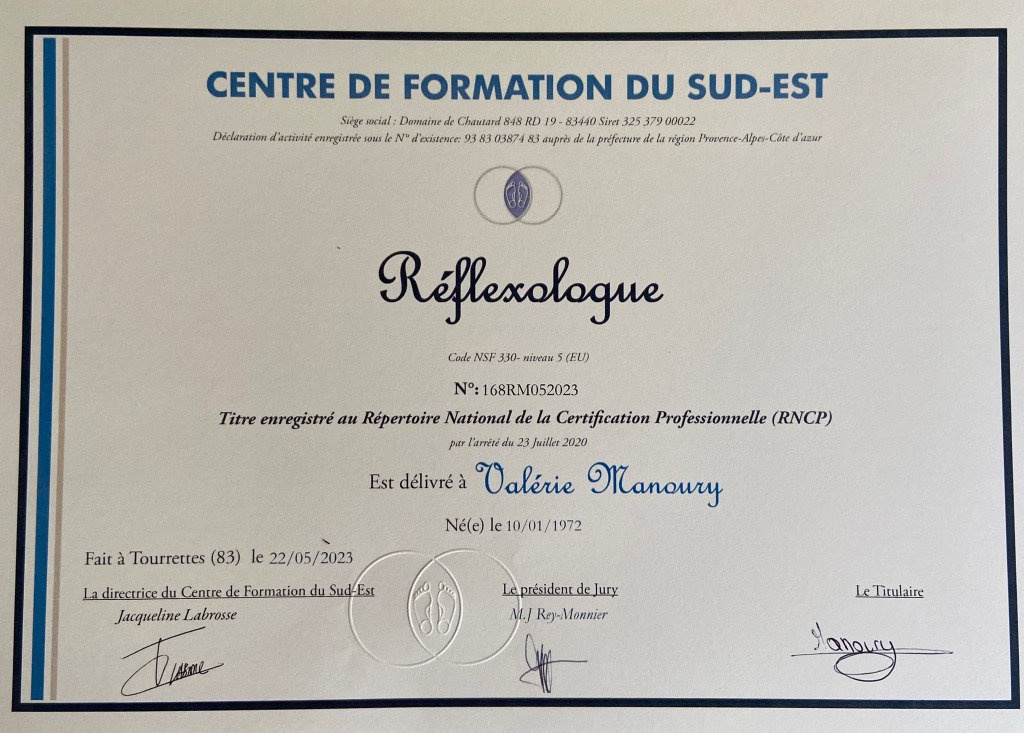 CENTRE DE FORMATION DU SUD-EST
Siège social : Domaine de Chautard 848 RD 19 - 83440 Siret 325 379 00022
Déclaration d'activité enregistrée sous le N° d'existence: 93 83 03874 83 auprès de la préfecture de la région Provence-Alpes-Côte d'azur
Réflexologue
Code NSF 330- niveau 5 (EU)
N°: 168RM052023
Titre enregistré au Répertoire National de la Certification Professionnelle (RNCP)
par l'arrêté du 23 Juillet 2020
Est délivré à Valérie Manoury
Né(e) le 10/01/1972
Fait à Tourrettes (83) le 22/05/2023
La directrice du Centre de Formation du Sud-Est
Jacqueline Labrosse
Le président de Jury
M.J Rey-Monnier
Le Titulaire
Manoury